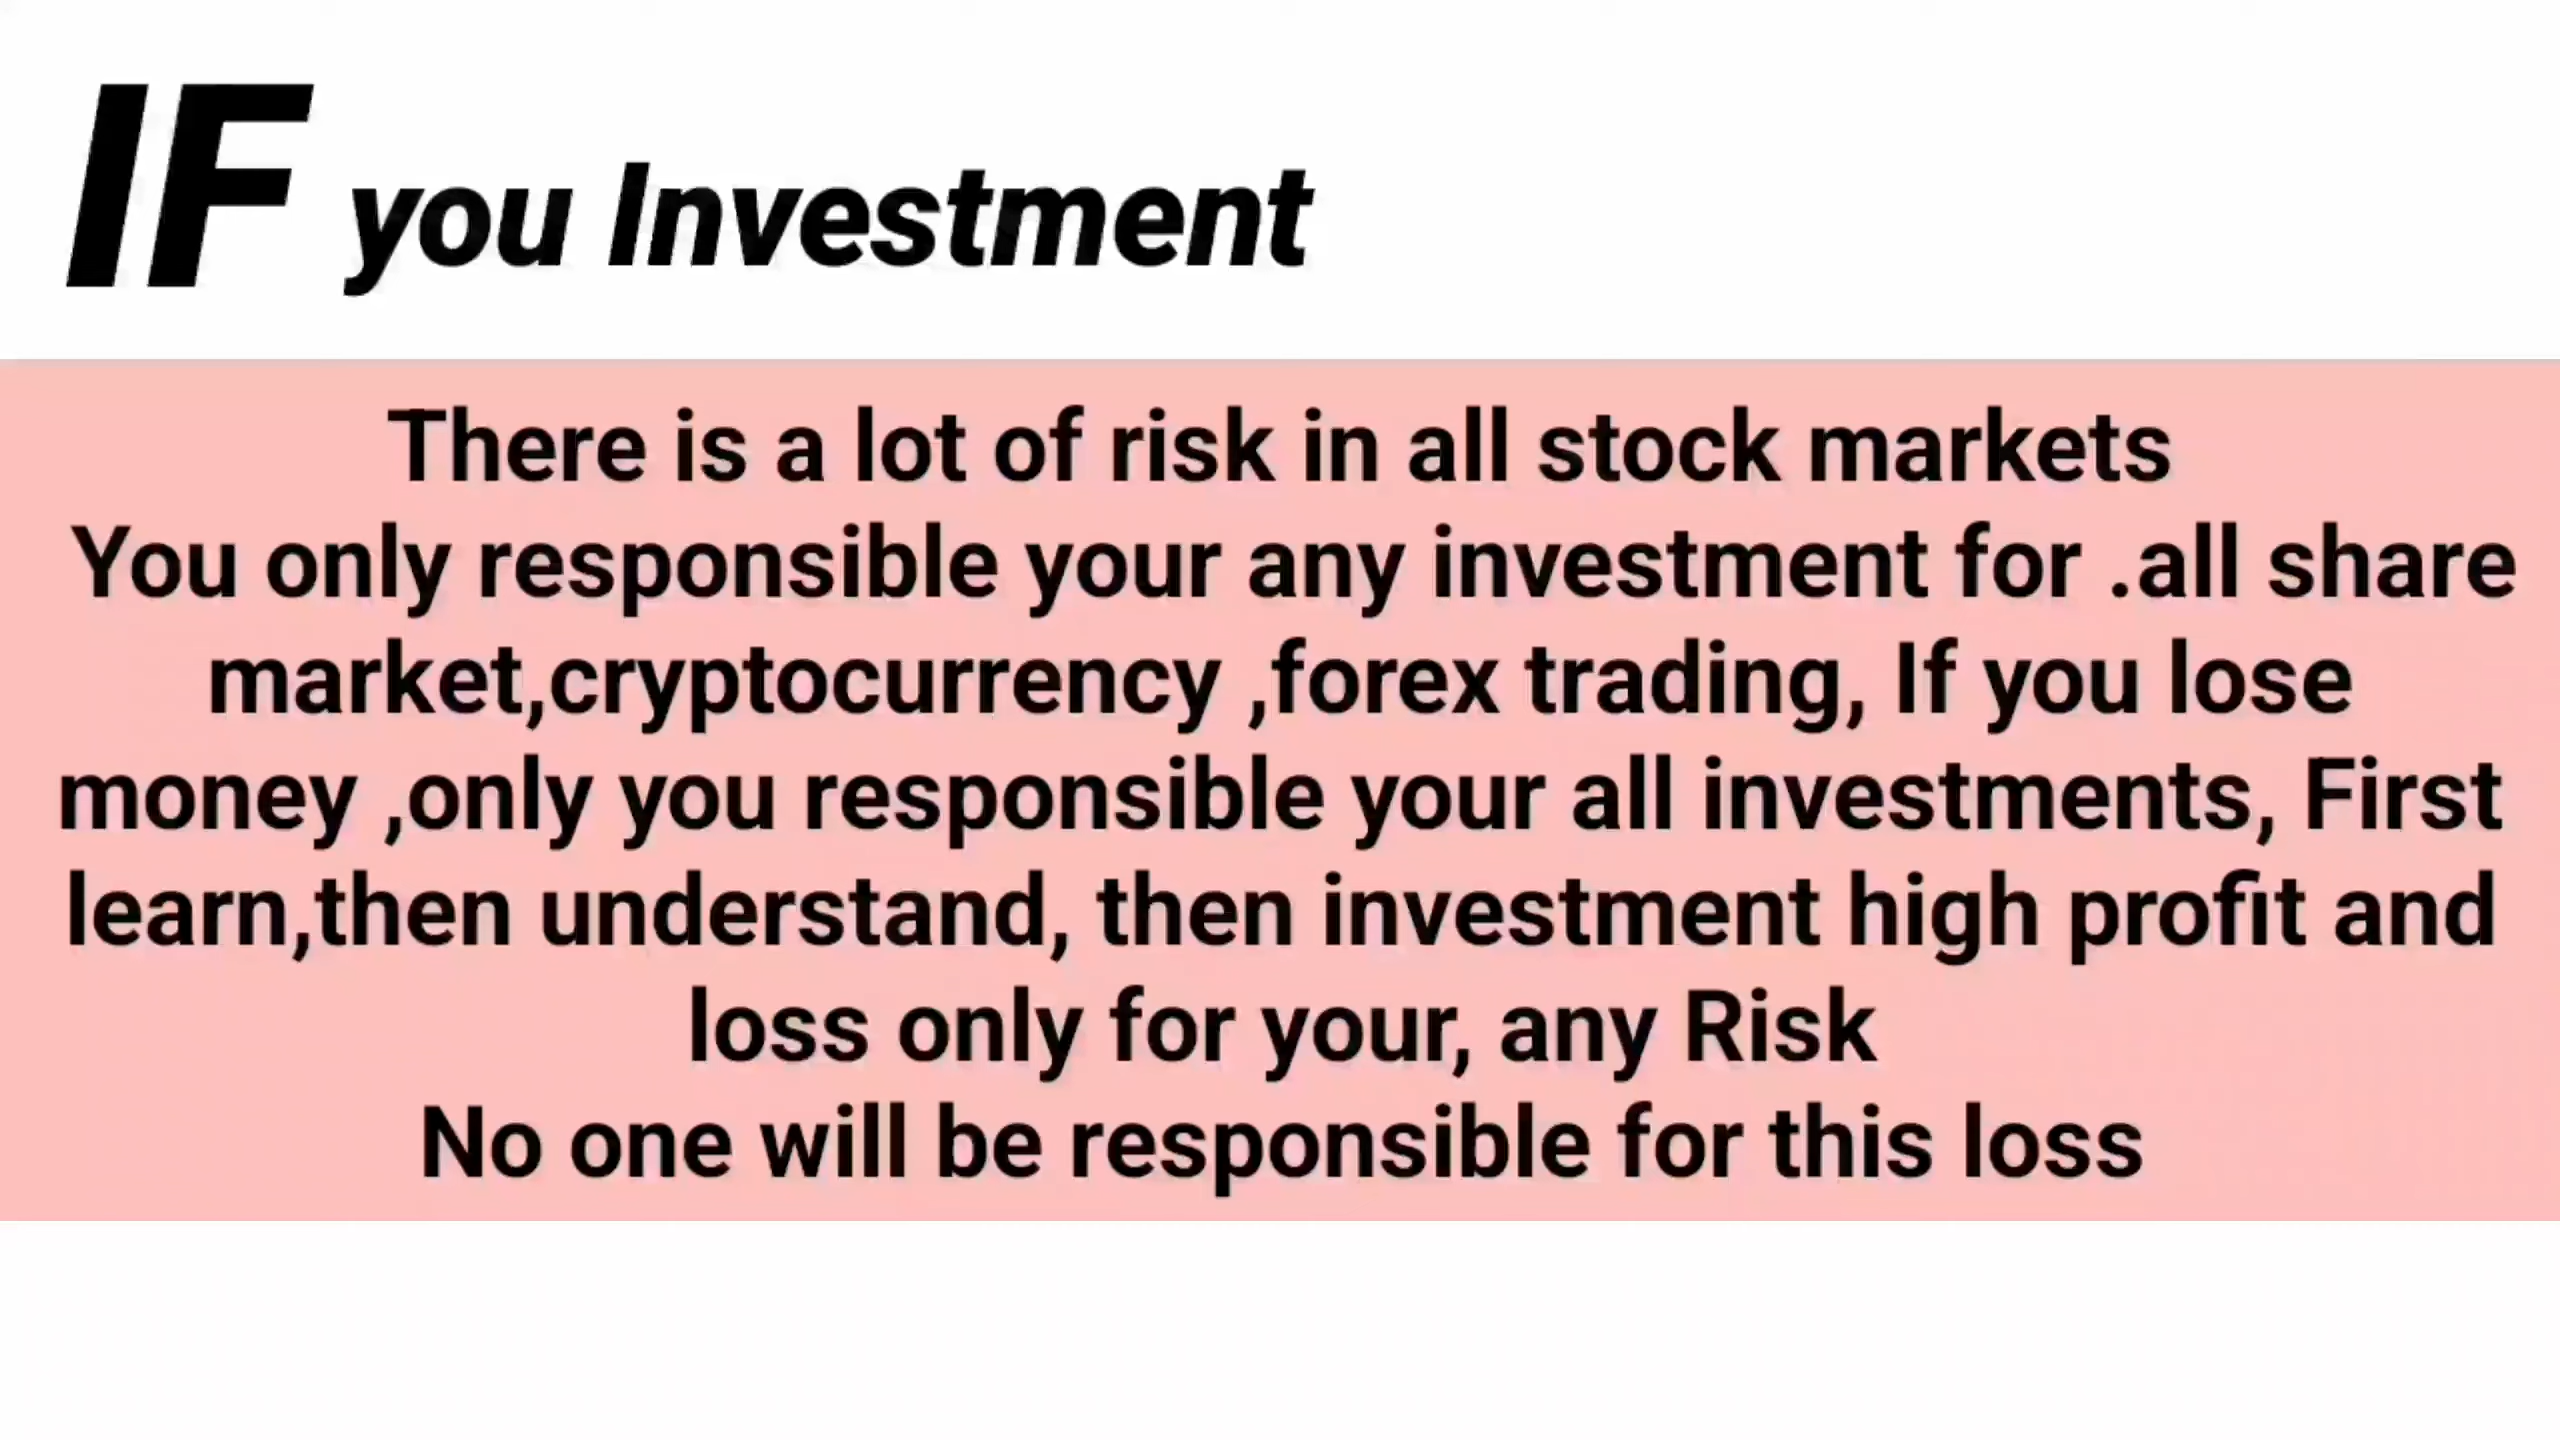 IF you Investment
There is a lot of risk in all stock markets
You only responsible your any investment for .all share
market,cryptocurrency ,forex trading, If you lose
money ,only you responsible your all investments, First
learn,then understand, then investment high profit and
loss only for your, any Risk
No one will be responsible for this loss